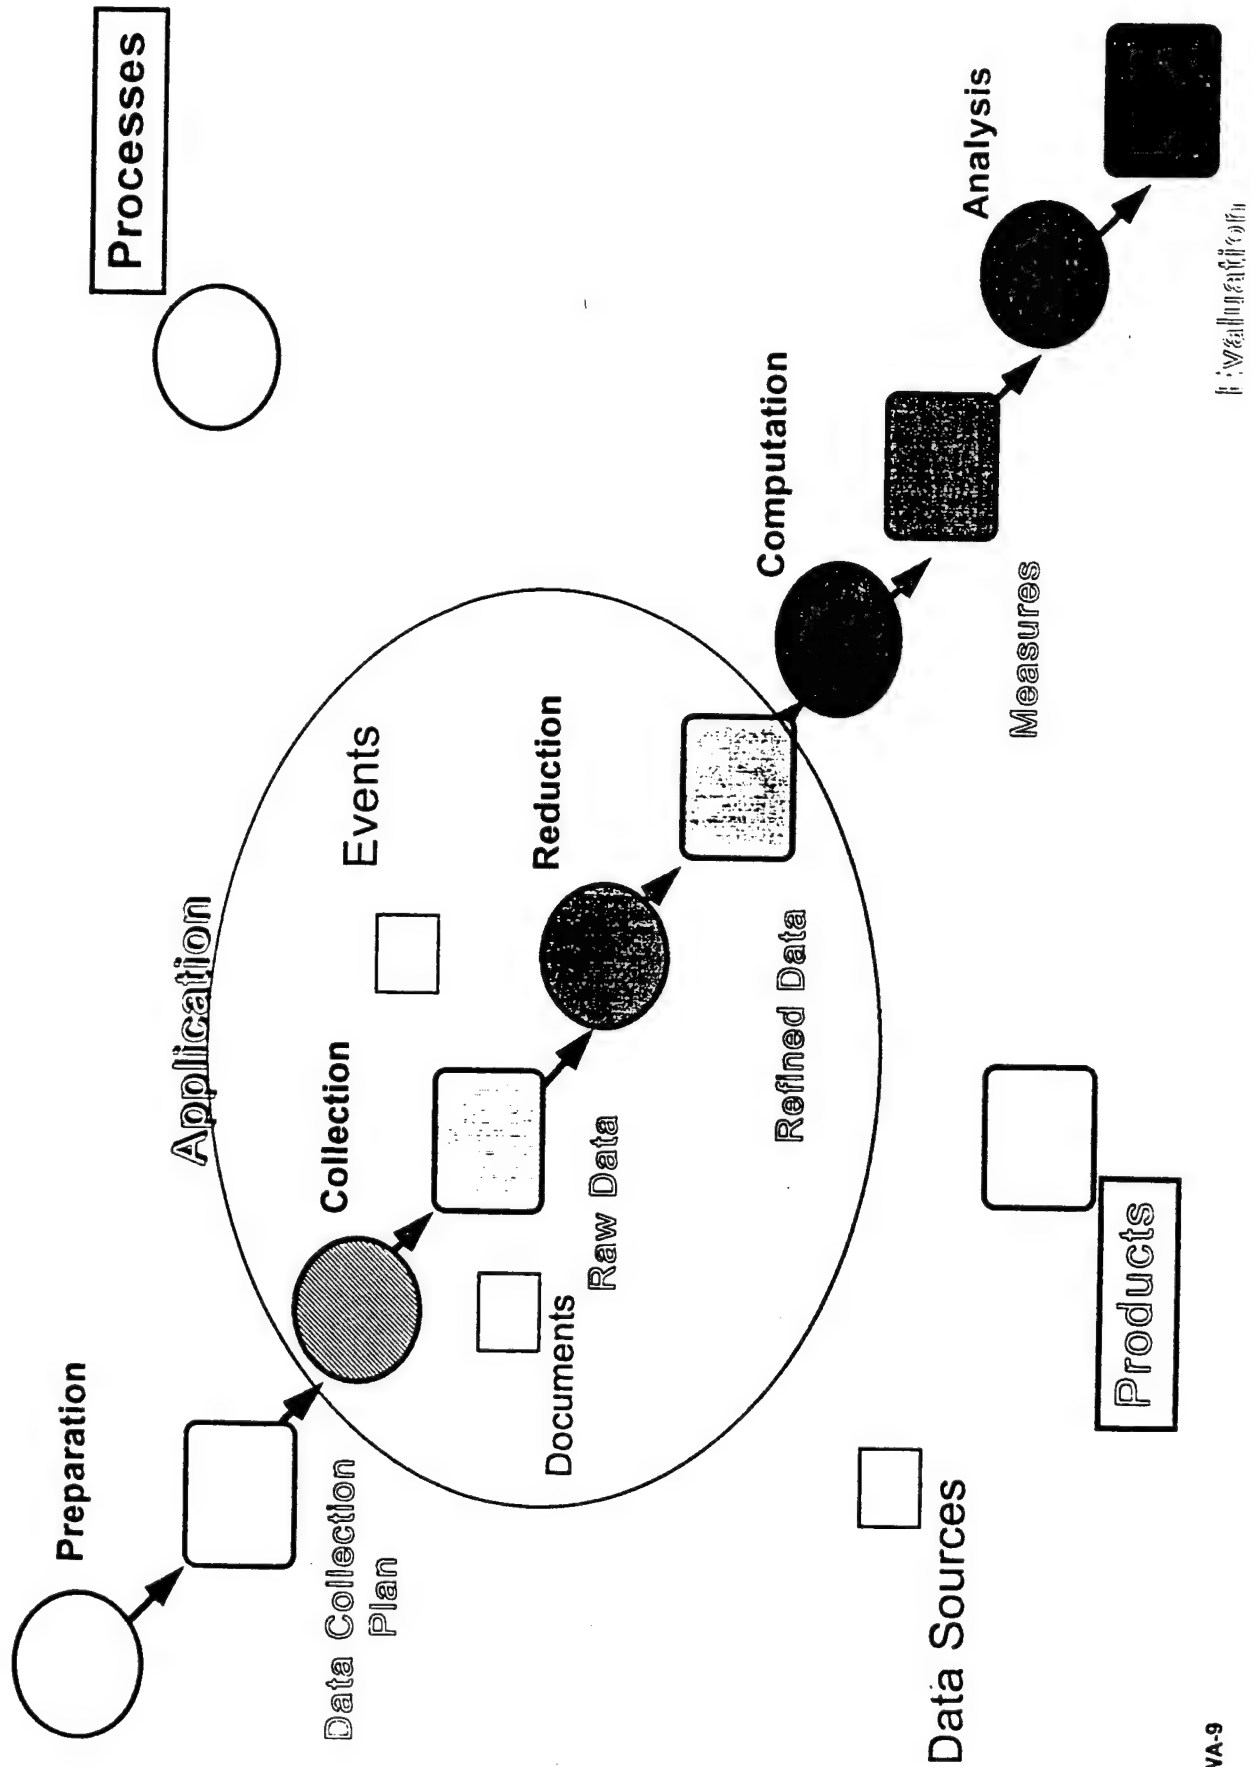 Processes
Preparation
Application
Data Collection
Plan
Collection
Events
Documents
Raw Data
Reduction
Refined Data
Computation
Measures
Analysis
Evaluation
Data Sources
Products
VA-9